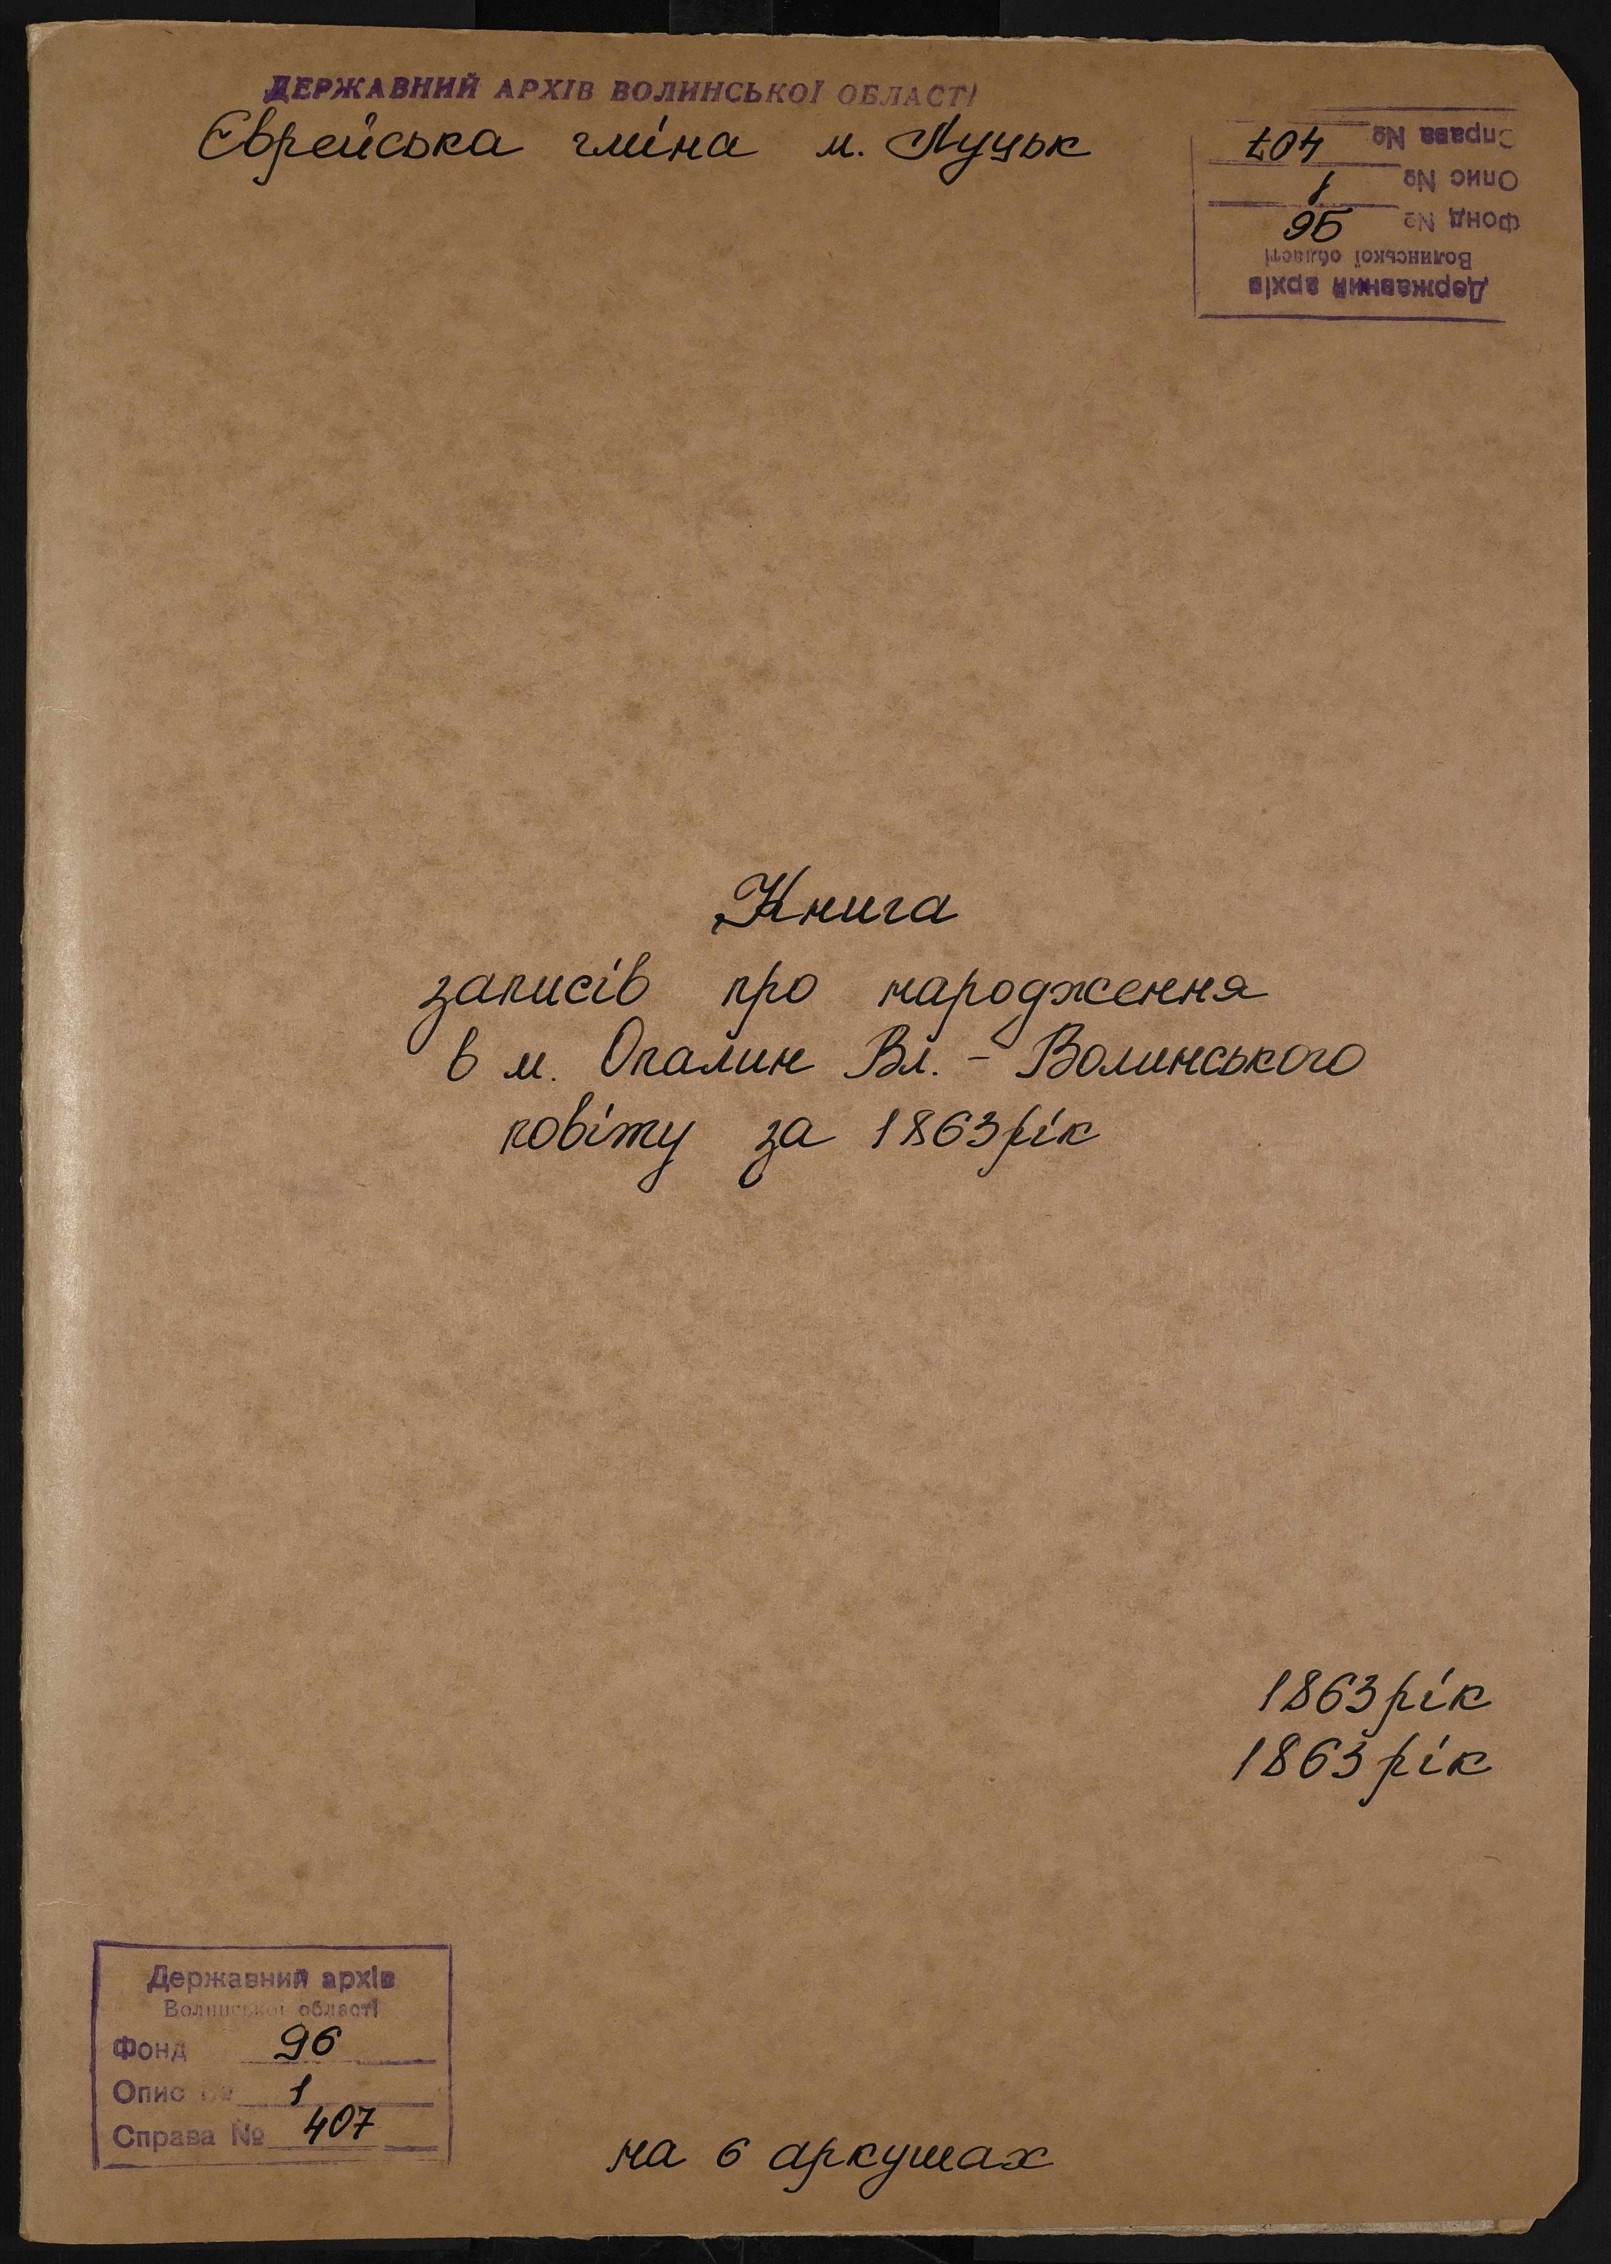 ДЕРЖАВНИЙ АРХІВ ВОЛИНСЬКОЇ ОБЛАСТІ
Єврейська гміна м. Луцьк
Державний архів
Волинської області
Фонд № 96
Опис № 1
Справа № 407
Книга
записів про народження
в м. Опалин Вл. - Волинського
повіту за 1863 рік
1863 рік
1863 рік
Державний архів
Волинської області
Фонд 96
Опис № 1
Справа № 407
на 6 аркушах